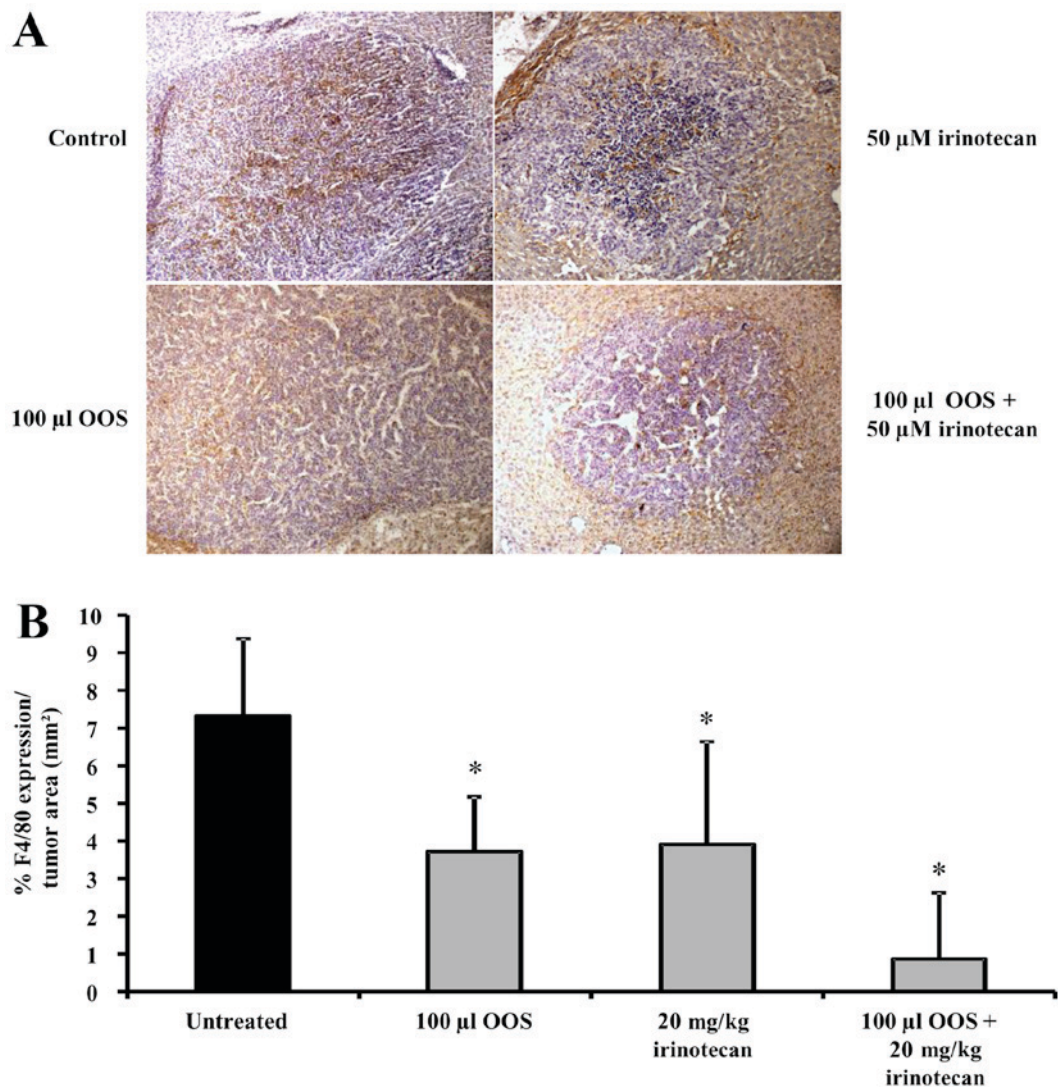 A
Control
50 µM irinotecan
100 µl OOS
100 µl OOS +
50 µM irinotecan
B
% F4/80 expression/
tumor area (mm²)
10
9
8
7
6
5
4
3
2
1
0
*
*
*
Untreated
100 µl OOS
20 mg/kg
irinotecan
100 µl OOS +
20 mg/kg
irinotecan